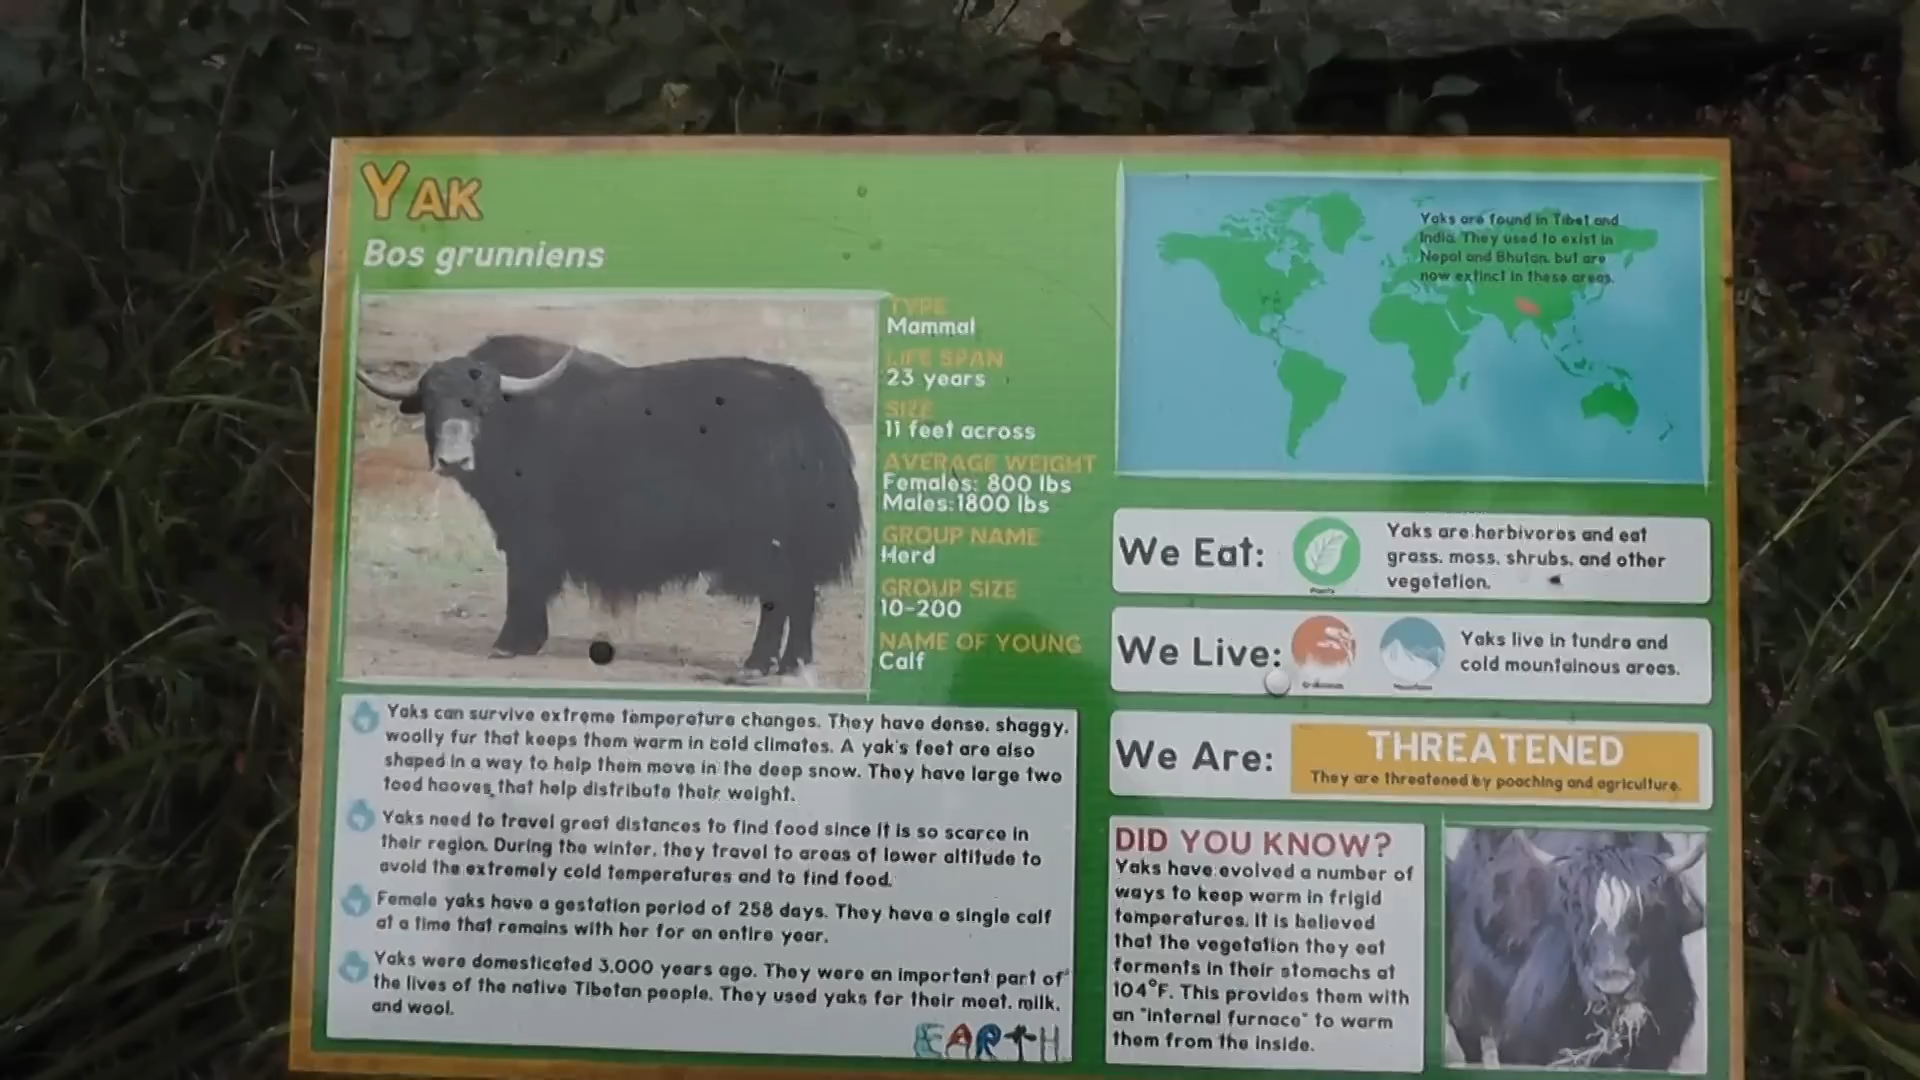 YAK
Bos grunniens
TYPE
Mammal
LIFE SPAN
23 years
SIZE
11 feet across
AVERAGE WEIGHT
Females: 800 lbs
Males:1800 lbs
GROUP NAME
Herd
GROUP SIZE
10-200
NAME OF YOUNG
Calf
Yaks can survive extreme temperature changes. They have dense, shaggy,
woolly fur that keeps them warm in cold climates. A yak's feet are also
shaped in a way to help them move in the deep snow. They have large two
toed hooves that help distribute their weight.
Yaks need to travel great distances to find food since it is so scarce in
their region. During the winter, they travel to areas of lower altitude to
avoid the extremely cold temperatures and to find food.
Female yaks have a gestation period of 258 days. They have a single calf
at a time that remains with her for an entire year.
Yaks were domesticated 3,000 years ago. They were an important part of
the lives of the native Tibetan people. They used yaks for their meat, milk,
and wool.
EARTH
Yaks are found in Tibet and
India. They used to exist in
Nepal and Bhutan, but are
now extinct in these areas.
We Eat:
Plants
Yaks are herbivores and eat
grass, moss, shrubs, and other
vegetation.
We Live:
Mountains
Yaks live in tundra and
cold mountainous areas.
We Are:
THREATENED
They are threatened by poaching and agriculture.
DID YOU KNOW?
Yaks have evolved a number of
ways to keep warm in frigid
temperatures. It is believed
that the vegetation they eat
ferments in their stomachs at
104°F. This provides them with
an "internal furnace" to warm
them from the inside.